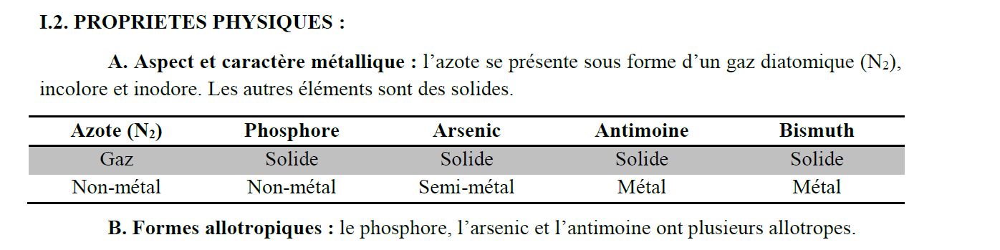 I.2. PROPRIETES PHYSIQUES :
A. Aspect et caractère métallique : l’azote se présente sous forme d’un gaz diatomique (N₂),
incolore et inodore. Les autres éléments sont des solides.
Azote (N₂) Phosphore Arsenic Antimoine Bismuth
Gaz Solide Solide Solide Solide
Non-métal Non-métal Semi-métal Métal Métal
B. Formes allotropiques : le phosphore, l’arsenic et l’antimoine ont plusieurs allotropes.